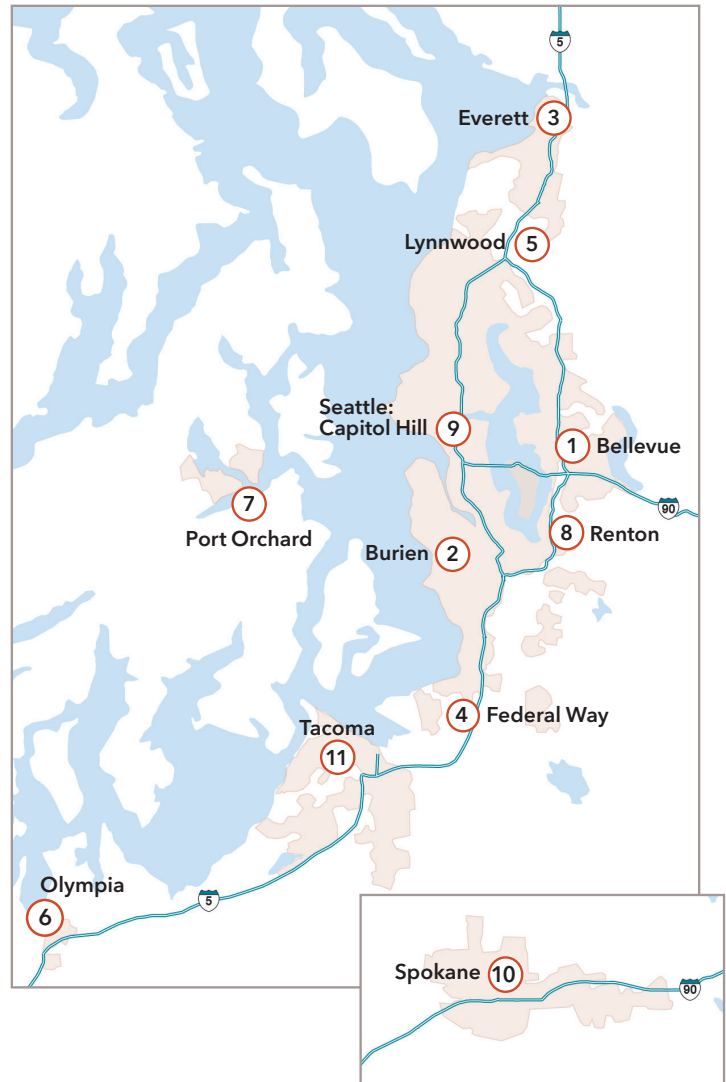 5
Everett 3
Lynnwood 5
Seattle:
Capitol Hill 9
1 Bellevue
7
90
Port Orchard
8 Renton
Burien 2
4 Federal Way
Tacoma
11
Olympia
6
5
Spokane 10
90